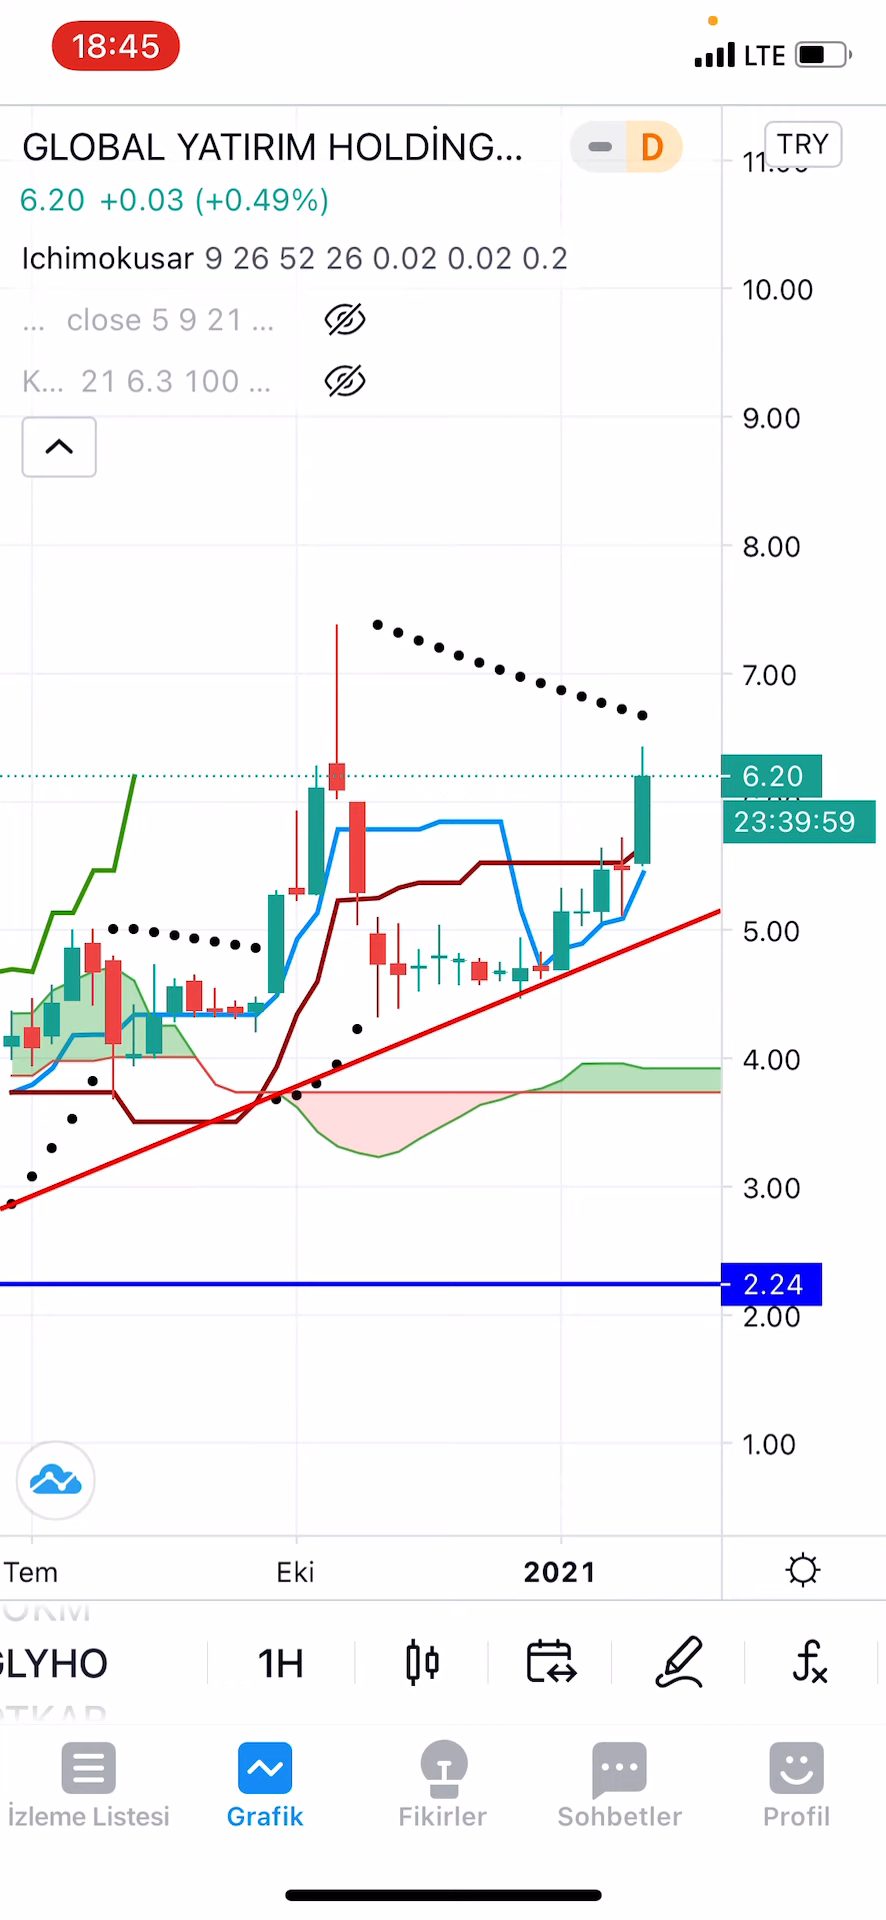 18:45
LTE
GLOBAL YATIRIM HOLDİNG...
D
TRY
6.20 +0.03 (+0.49%)
Ichimokusar 9 26 52 26 0.02 0.02 0.2
... close 5 9 21 ...
K... 21 6.3 100 ...
10.00
9.00
8.00
7.00
6.20
23:39:59
5.00
4.00
3.00
2.24
2.00
1.00
Tem
Eki
2021
GLYHO
1H
fx
İzleme Listesi
Grafik
Fikirler
Sohbetler
Profil